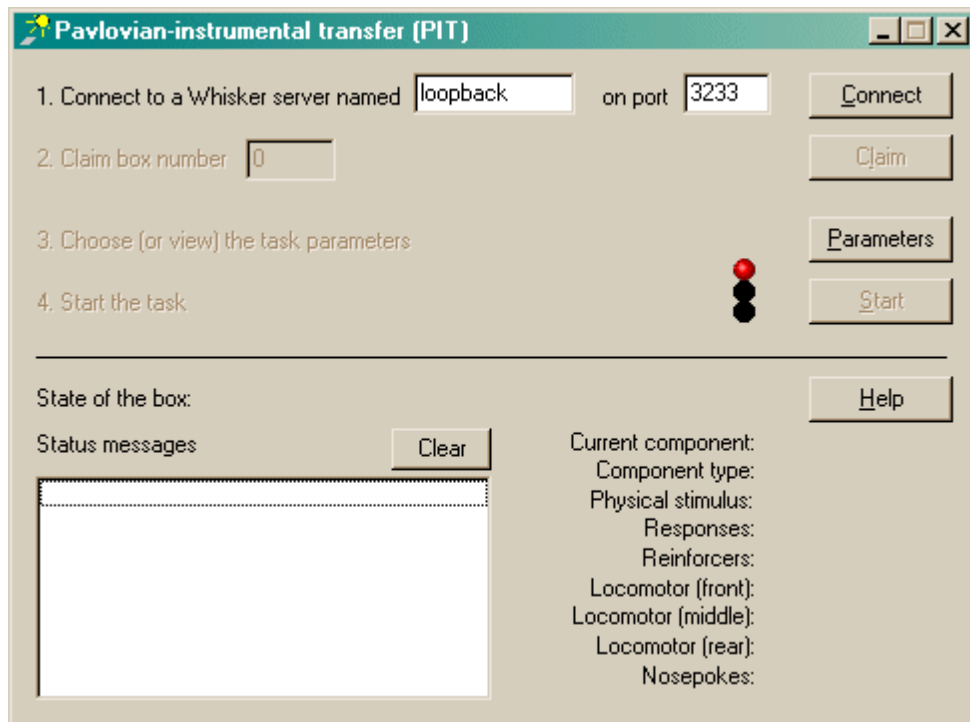 Pavlovian-instrumental transfer (PIT)
1. Connect to a Whisker server named loopback on port 3233 Connect
2. Claim box number 0 Claim
3. Choose (or view) the task parameters Parameters
4. Start the task Start
State of the box: Help
Status messages Clear
Current component:
Component type:
Physical stimulus:
Responses:
Reinforcers:
Locomotor (front):
Locomotor (middle):
Locomotor (rear):
Nosepokes: